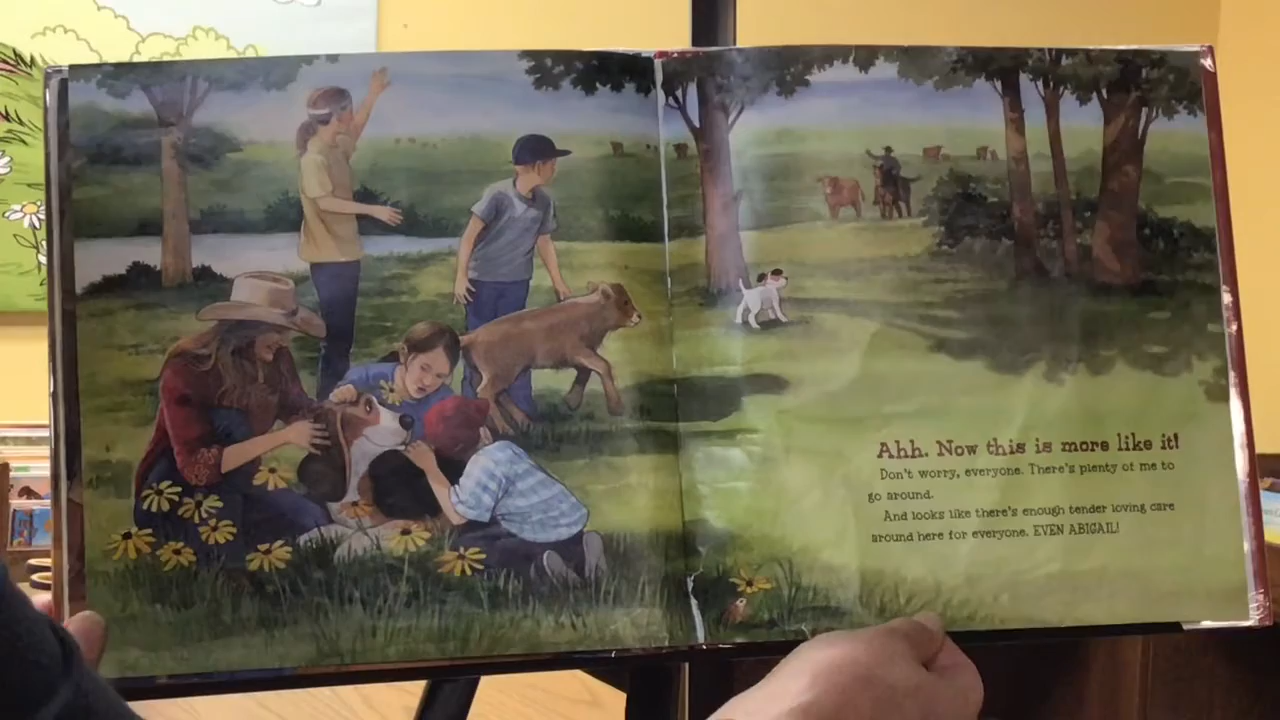 Ahh. Now this is more like it!
Don't worry, everyone. There's plenty of me to
go around.
And looks like there's enough tender loving care
around here for everyone. EVEN ABIGAIL!